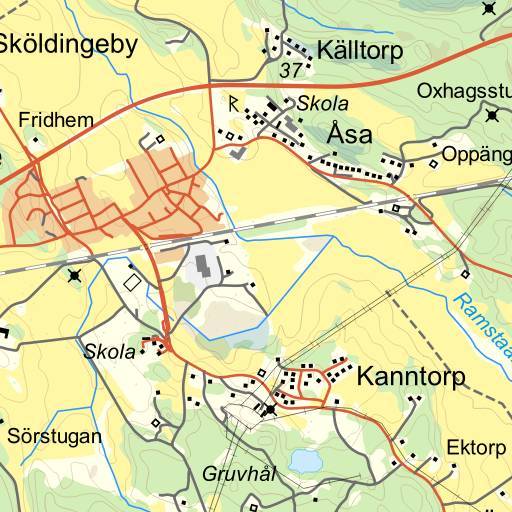 Sköldingeby
Källtorp
37
Oxhagsstu
Skola
Fridhem
Åsa
Oppäng
Ramsta
Skola
Kanntorp
Sörstugan
Ektorp
Gruvhål